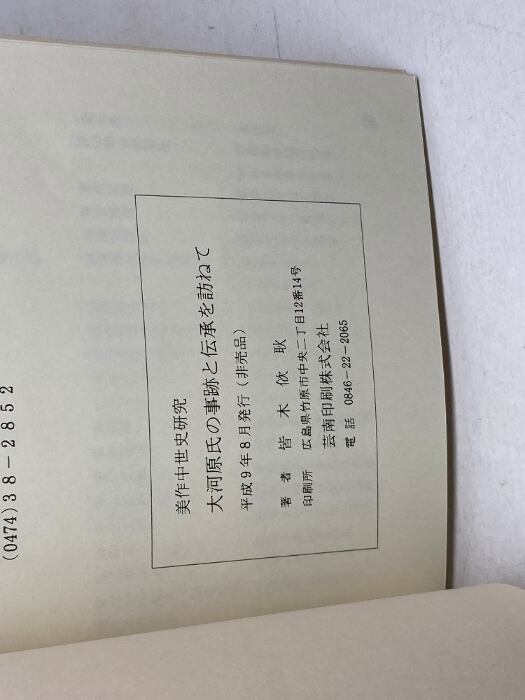 (0474)38-2852
美作中世史研究
大河原氏の事跡と伝承を訪ねて
平成9年8月発行(非売品)
著者 皆木 攽 耿
印刷所 広島県竹原市中央二丁目12番14号
芸南印刷株式会社
電話 0846-22-2065